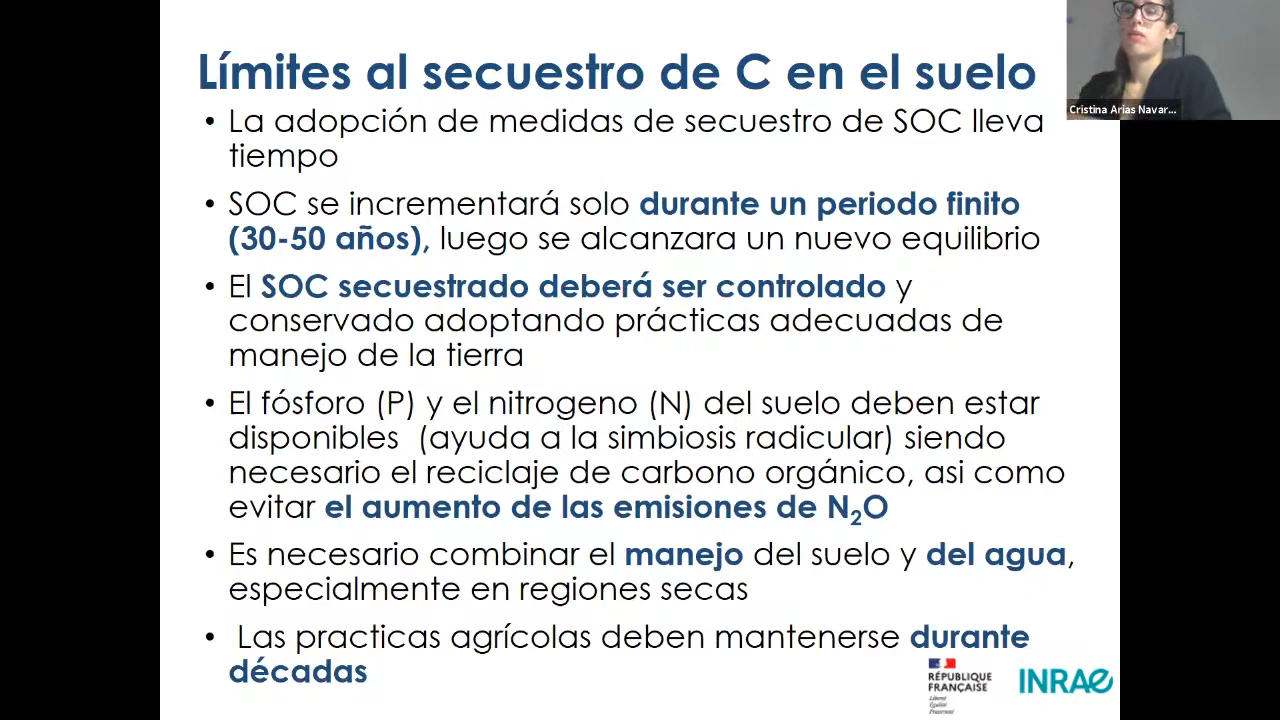 Límites al secuestro de C en el suelo
• La adopción de medidas de secuestro de SOC lleva
tiempo
• SOC se incrementará solo durante un periodo finito
(30-50 años), luego se alcanzara un nuevo equilibrio
• El SOC secuestrado deberá ser controlado y
conservado adoptando prácticas adecuadas de
manejo de la tierra
• El fósforo (P) y el nitrogeno (N) del suelo deben estar
disponibles (ayuda a la simbiosis radicular) siendo
necesario el reciclaje de carbono orgánico, asi como
evitar el aumento de las emisiones de N₂O
• Es necesario combinar el manejo del suelo y del agua,
especialmente en regiones secas
• Las practicas agrícolas deben mantenerse durante
décadas
Cristina Arias Navar...
RÉPUBLIQUE
FRANÇAISE
Liberté
Égalité
Fraternité
INRAE